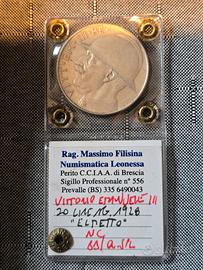 Rag. Massimo Filisina
Numismatica Leonessa
Perito C.C.I.A.A. di Brescia
Sigillo Professionale n° 556
Prevalle (BS) 335 6490043
VITTORIO EMANUELE III
20 LIRE 1928
"ELMETTO"
NC